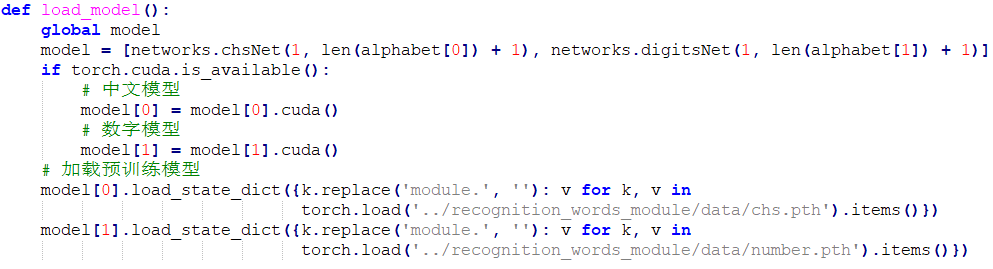 def load_model():
    global model
    model = [networks.chsNet(1, len(alphabet[0]) + 1), networks.digitsNet(1, len(alphabet[1]) + 1)]
    if torch.cuda.is_available():
        # 中文模型
        model[0] = model[0].cuda()
        # 数字模型
        model[1] = model[1].cuda()
    # 加载预训练模型
    model[0].load_state_dict({k.replace('module.', ''): v for k, v in
                              torch.load('../recognition_words_module/data/chs.pth').items()})
    model[1].load_state_dict({k.replace('module.', ''): v for k, v in
                              torch.load('../recognition_words_module/data/number.pth').items()})